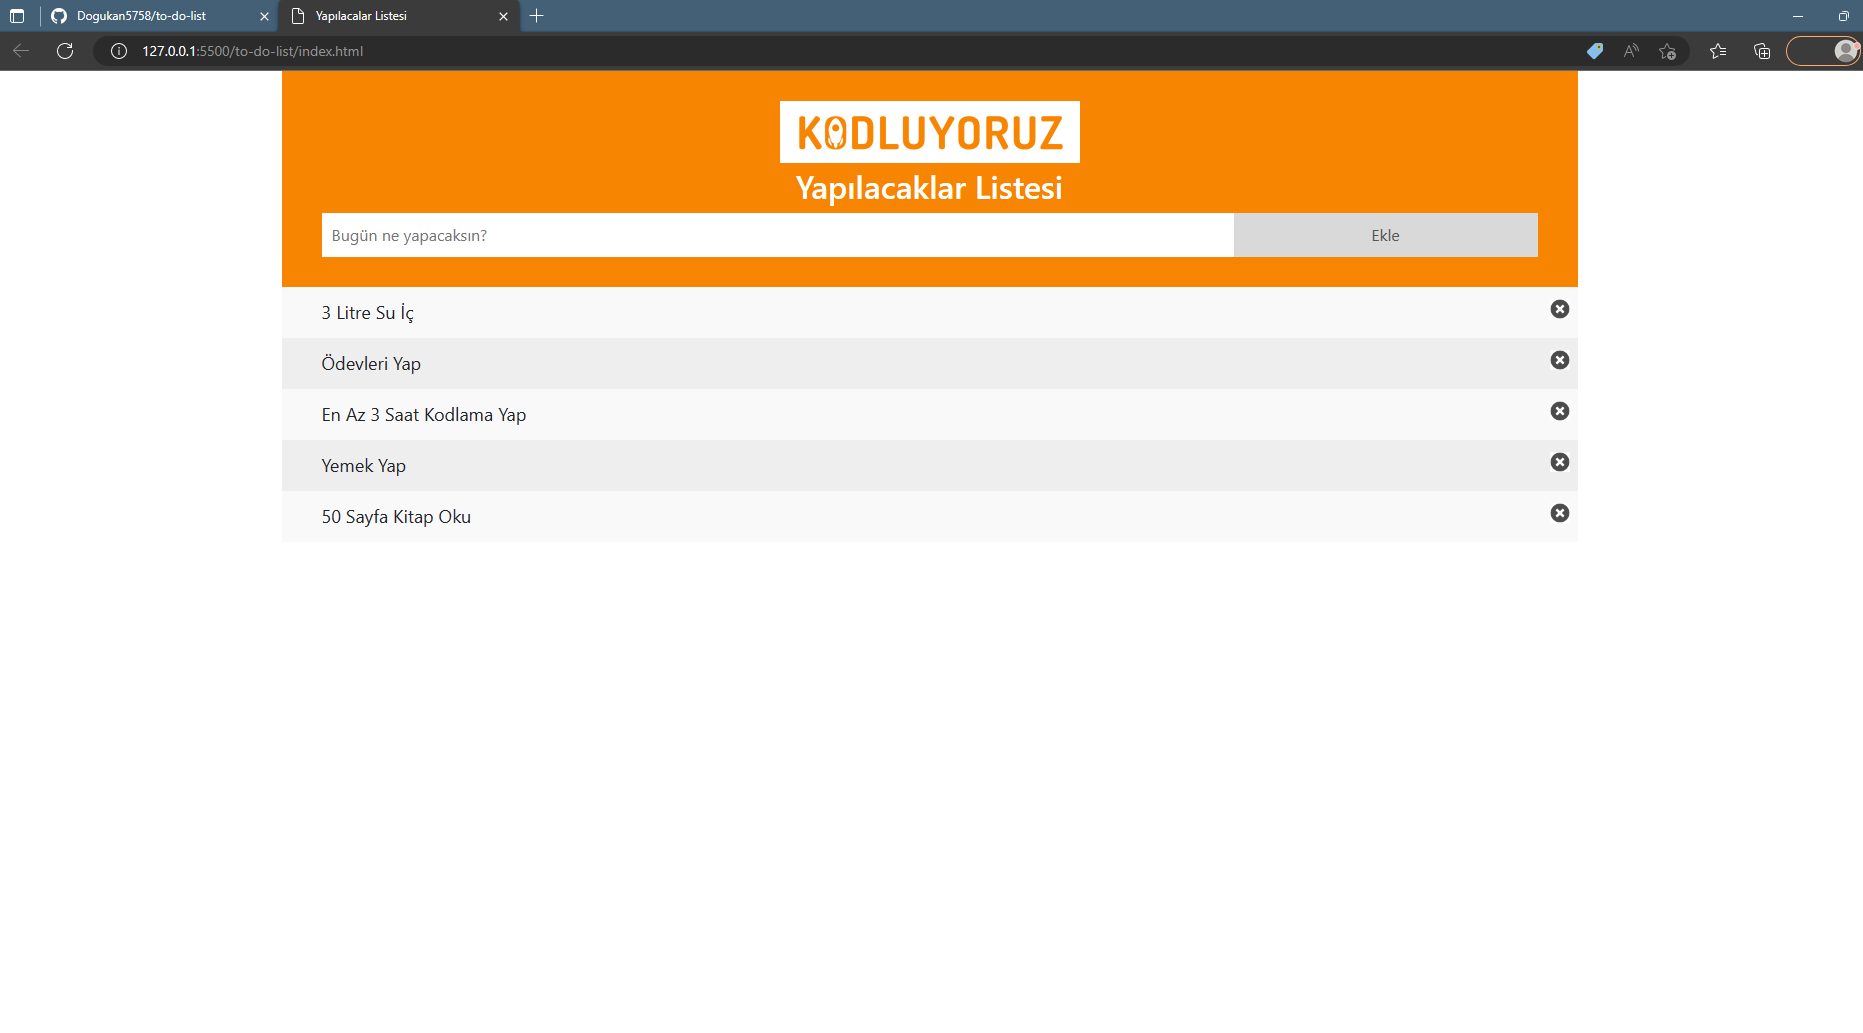 Dogukan5758/to-do-list
Yapılacalar Listesi
127.0.0.1:5500/to-do-list/index.html
KODLUYORUZ
Yapılacaklar Listesi
Bugün ne yapacaksın?
Ekle
3 Litre Su İç
Ödevleri Yap
En Az 3 Saat Kodlama Yap
Yemek Yap
50 Sayfa Kitap Oku